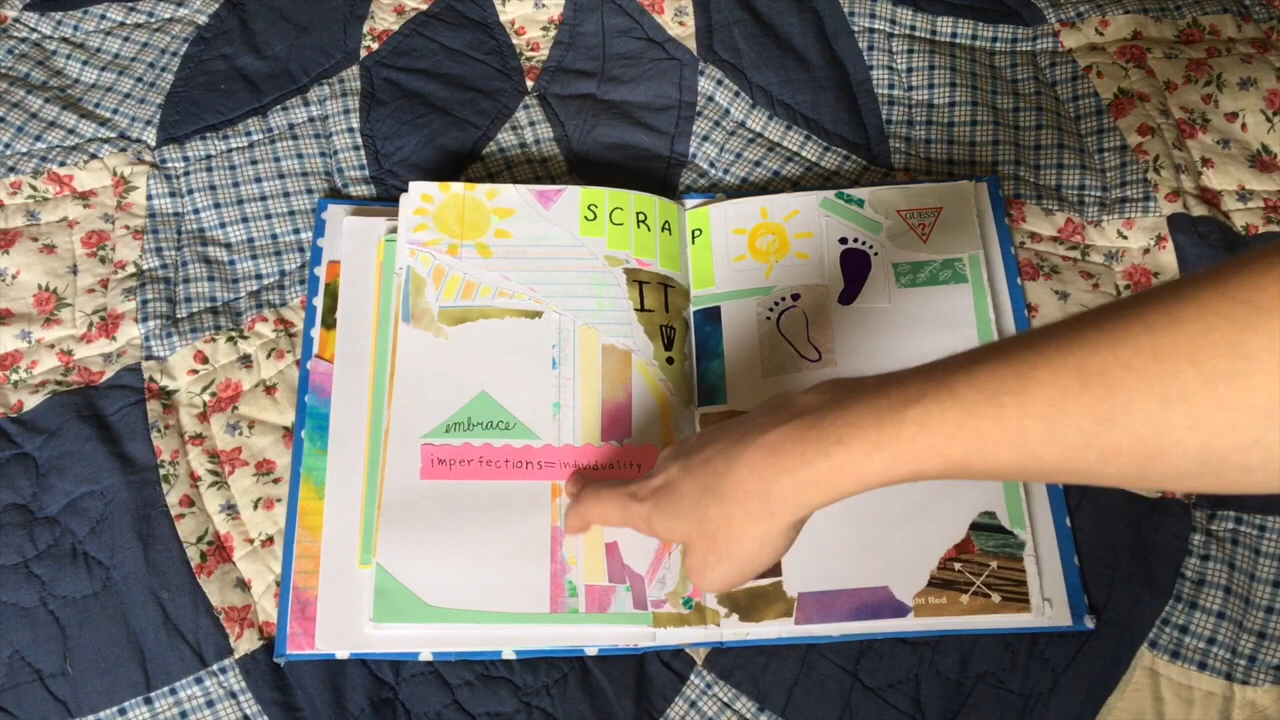 SCRAP
IT!
GUESS
?
embrace
imperfections=individuality
ght Red